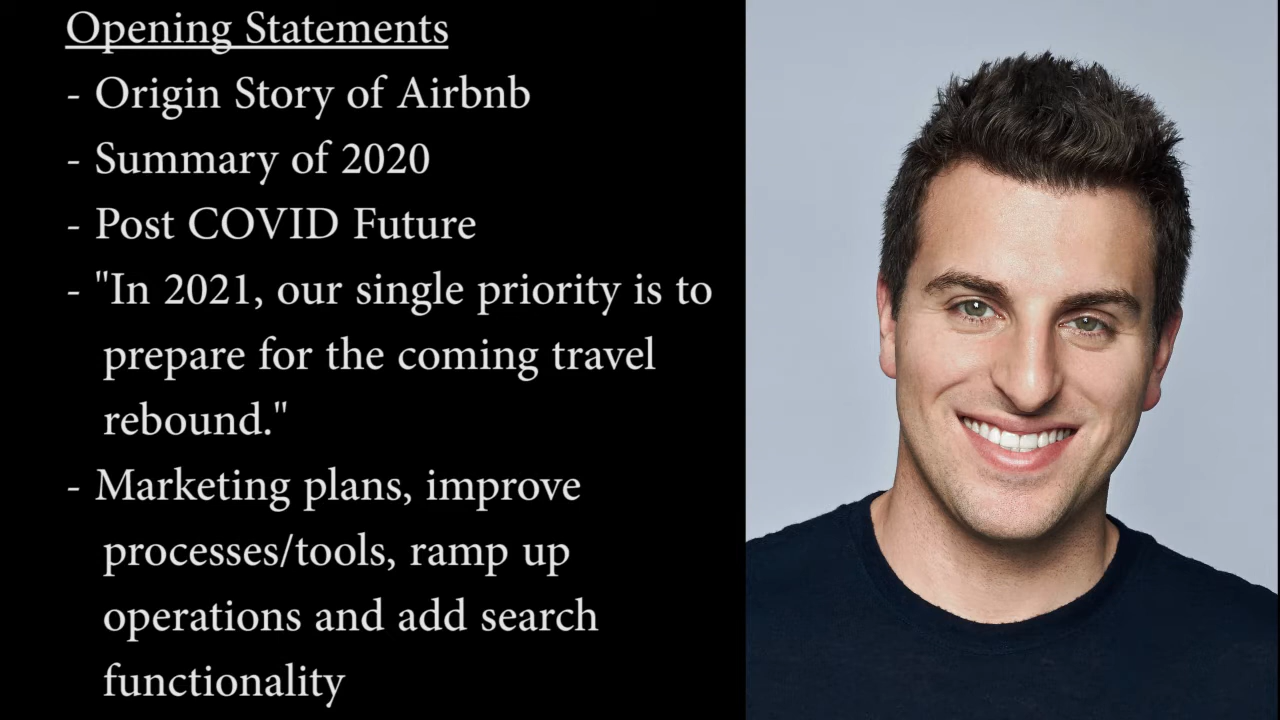 Opening Statements
- Origin Story of Airbnb
- Summary of 2020
- Post COVID Future
- "In 2021, our single priority is to
prepare for the coming travel
rebound."
- Marketing plans, improve
processes/tools, ramp up
operations and add search
functionality